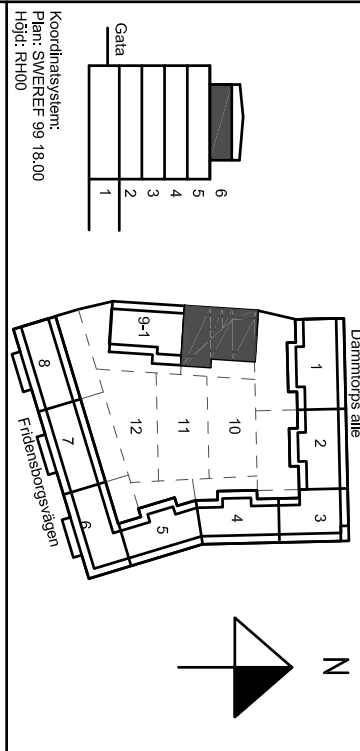 Gata
6
5
4
3
2
1
Koordinatsystem:
Plan: SWEREF 99 18.00
Höjd: RH00
Dammtorps alle
1
2
3
4
5
6
7
8
9-1
10
11
12
Fridensborgsvägen
N